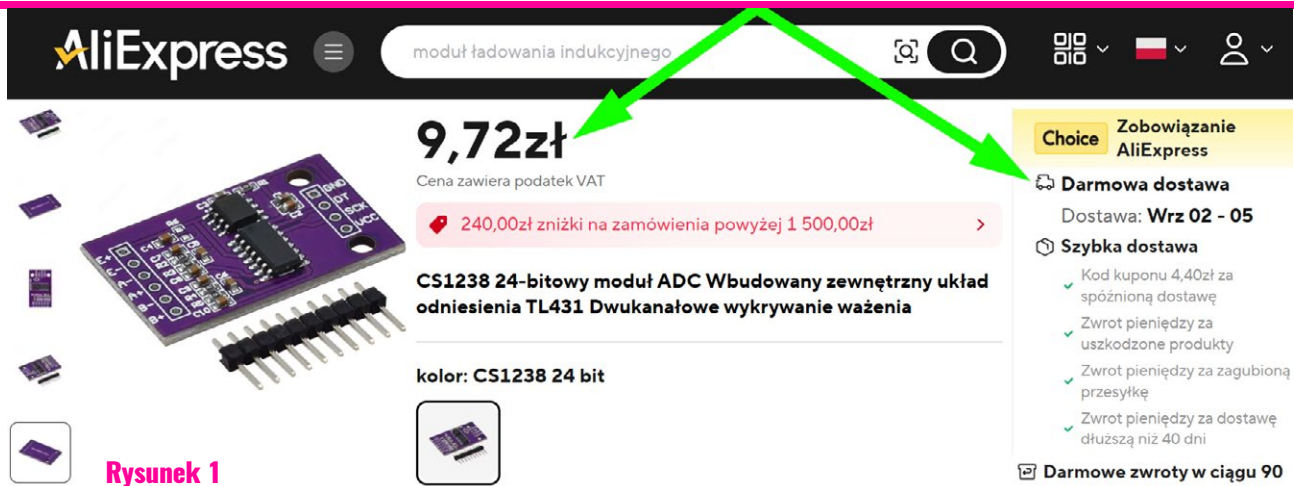 AliExpress
moduł ładowania indukcyjnego
9,72zł
Cena zawiera podatek VAT
240,00zł zniżki na zamówienia powyżej 1 500,00zł
CS1238 24-bitowy moduł ADC Wbudowany zewnętrzny układ
odniesienia TL431 Dwukanałowe wykrywanie ważenia
kolor: CS1238 24 bit
Choice
Zobowiązanie
AliExpress
Darmowa dostawa
Dostawa: Wrz 02 - 05
Szybka dostawa
Kod kuponu 4,40zł za
spóźnioną dostawę
Zwrot pieniędzy za
uszkodzone produkty
Zwrot pieniędzy za zagubioną
przesyłkę
Zwrot pieniędzy za dostawę
dłuższą niż 40 dni
Darmowe zwroty w ciągu 90
GND
DT
SCK
VCC
E+
E-
A-
A+
B-
B+
Rysunek 1